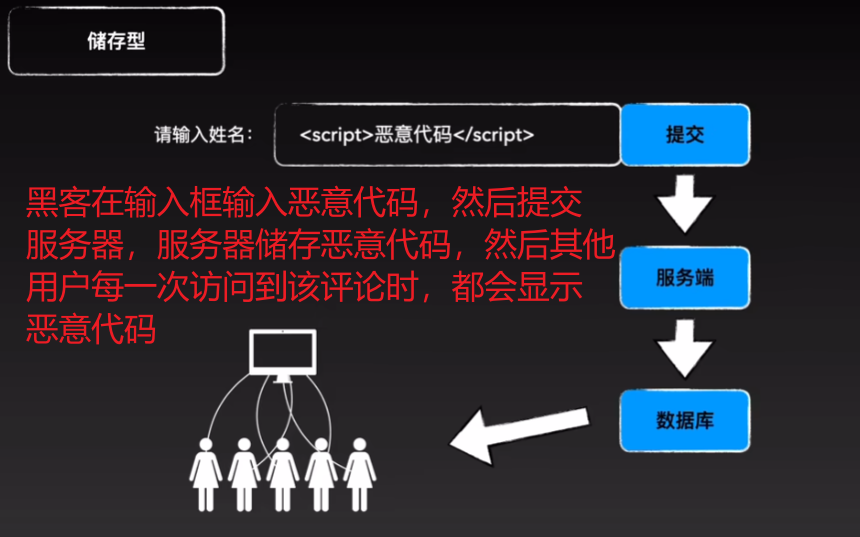 储存型
请输入姓名：
<script>恶意代码</script>
提交
黑客在输入框输入恶意代码，然后提交
服务器，服务器储存恶意代码，然后其他
用户每一次访问到该评论时，都会显示
恶意代码
服务端
数据库